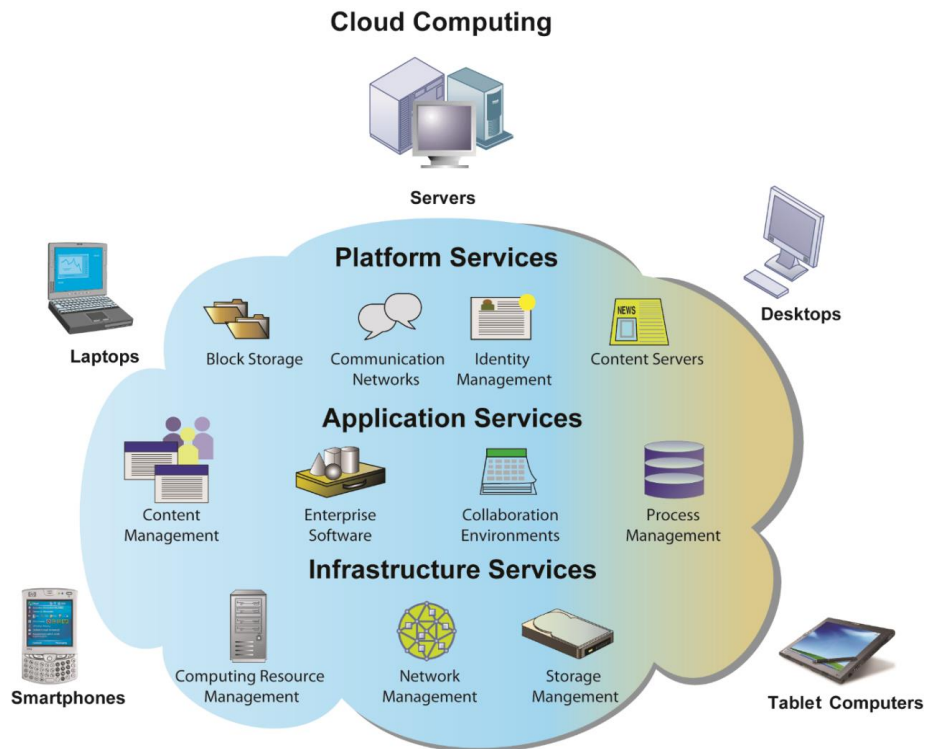 Cloud Computing
Servers
Platform Services
Laptops
Desktops
NEWS
Block Storage
Communication
Networks
Identity
Management
Content Servers
Application Services
Content
Management
Enterprise
Software
Collaboration
Environments
Process
Management
Infrastructure Services
Smartphones
Computing Resource
Management
Network
Management
Storage
Mangement
Tablet Computers